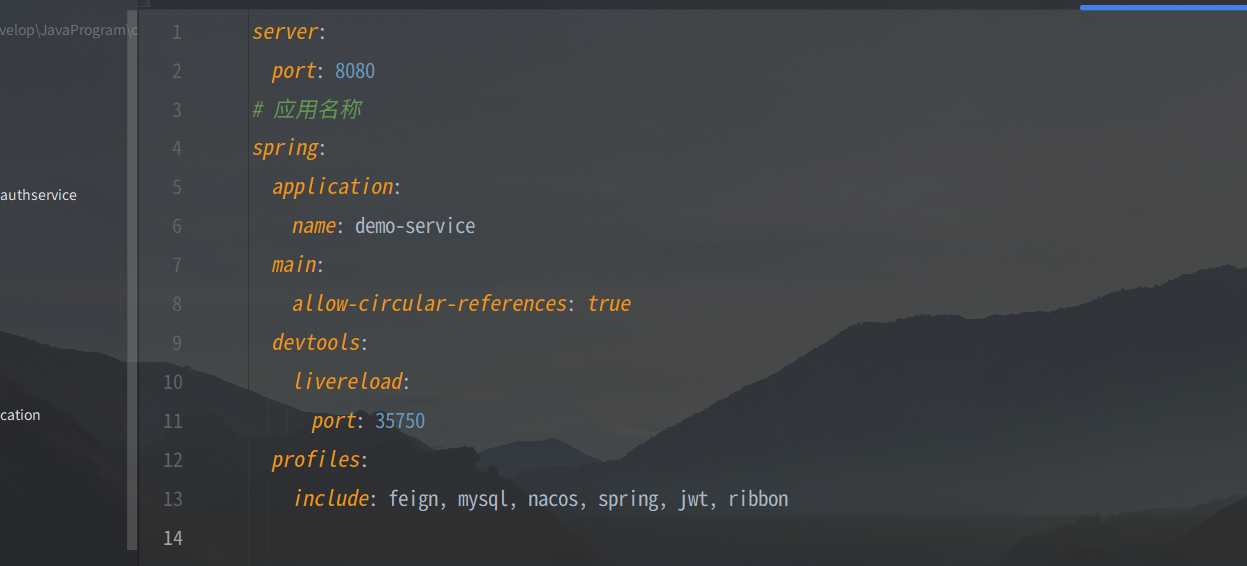 velop\JavaProgram\c
authservice
cation
1 server:
2   port: 8080
3 # 应用名称
4 spring:
5   application:
6     name: demo-service
7   main:
8     allow-circular-references: true
9   devtools:
10     livereload:
11       port: 35750
12   profiles:
13     include: feign, mysql, nacos, spring, jwt, ribbon
14